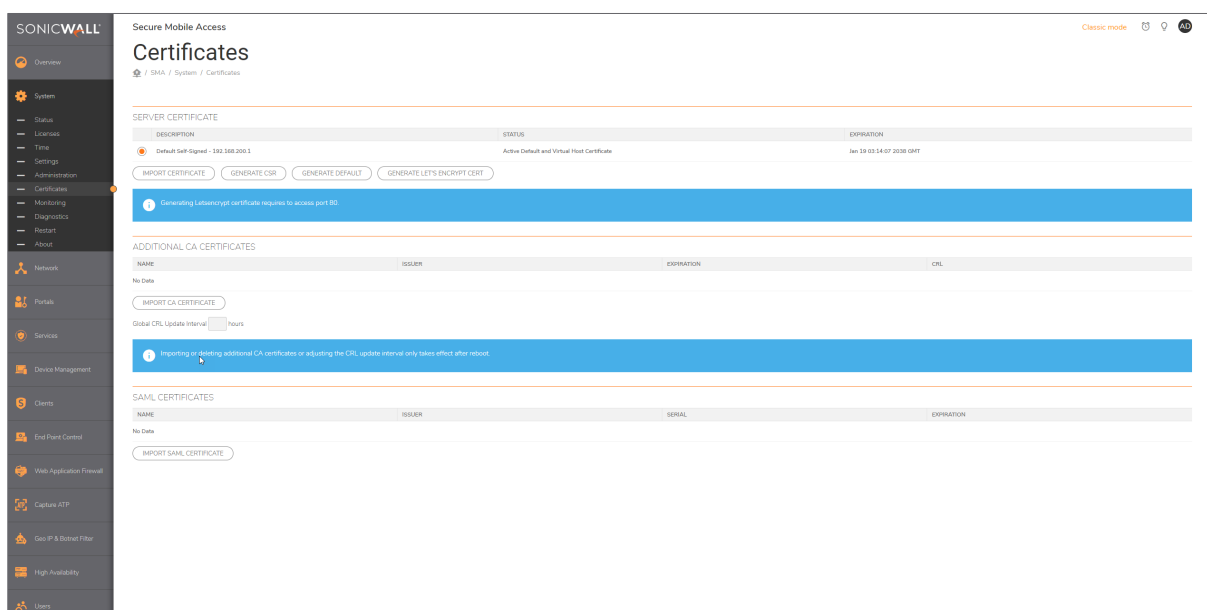 SONICWALL
Secure Mobile Access
Classic mode
AD
Certificates
/ SMA / System / Certificates
Overview
System
Status
Licenses
Time
Settings
Administration
Certificates
Monitoring
Diagnostics
Restart
About
Network
Portals
Services
Device Management
Clients
End Point Control
Web Application Firewall
Capture ATP
Geo IP & Botnet Filter
High Availability
Users
SERVER CERTIFICATE
DESCRIPTION STATUS EXPIRATION
Default Self-Signed - 192.168.200.1 Active Default and Virtual Host Certificate Jan 19 03:14:07 2038 GMT
IMPORT CERTIFICATE GENERATE CSR GENERATE DEFAULT GENERATE LET'S ENCRYPT CERT
Generating Letsencrypt certificate requires to access port 80.
ADDITIONAL CA CERTIFICATES
NAME ISSUER EXPIRATION CRL
No Data
IMPORT CA CERTIFICATE
Global CRL Update Interval hours
Importing or deleting additional CA certificates or adjusting the CRL update interval only takes effect after reboot.
SAML CERTIFICATES
NAME ISSUER SERIAL EXPIRATION
No Data
IMPORT SAML CERTIFICATE